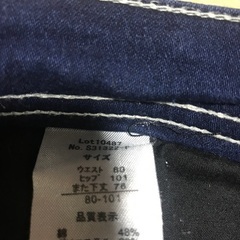 Lot10487
サイズ
ウエスト 80
ヒップ 101
また下丈 76
80-101
品質表示
綿 48%